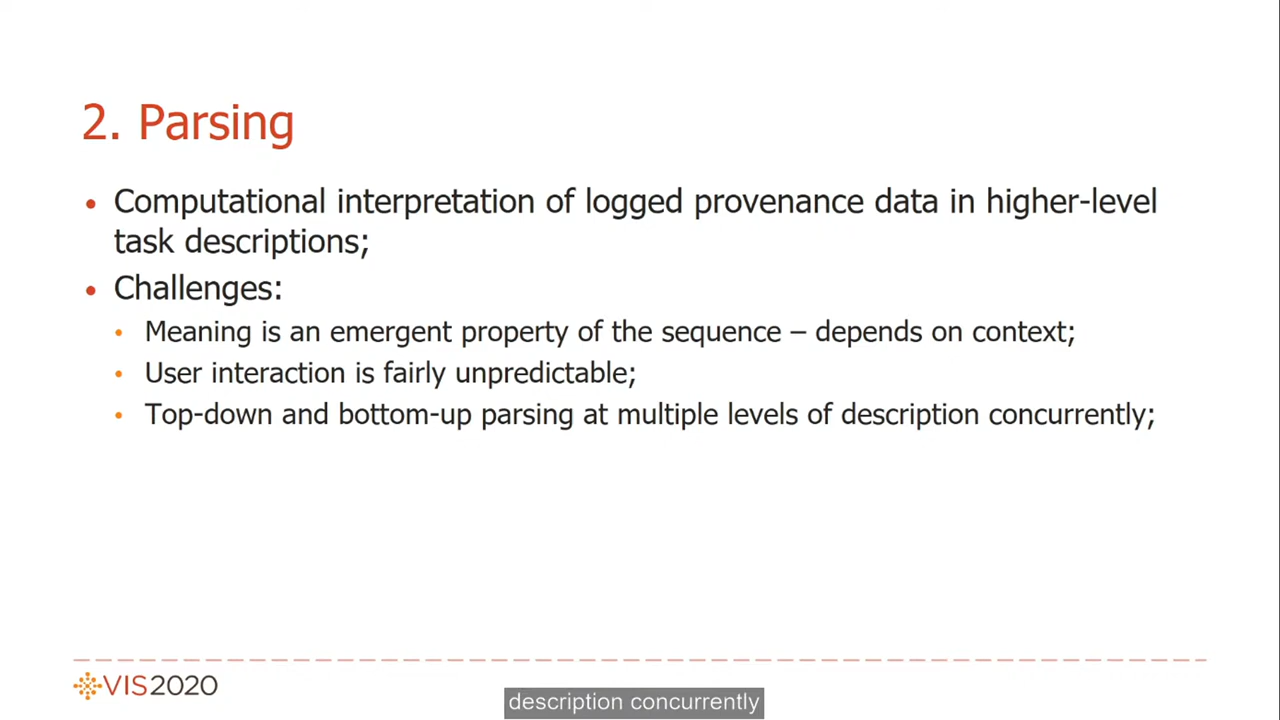 2. Parsing
• Computational interpretation of logged provenance data in higher-level
task descriptions;
• Challenges:
• Meaning is an emergent property of the sequence – depends on context;
• User interaction is fairly unpredictable;
• Top-down and bottom-up parsing at multiple levels of description concurrently;
VIS2020
description concurrently